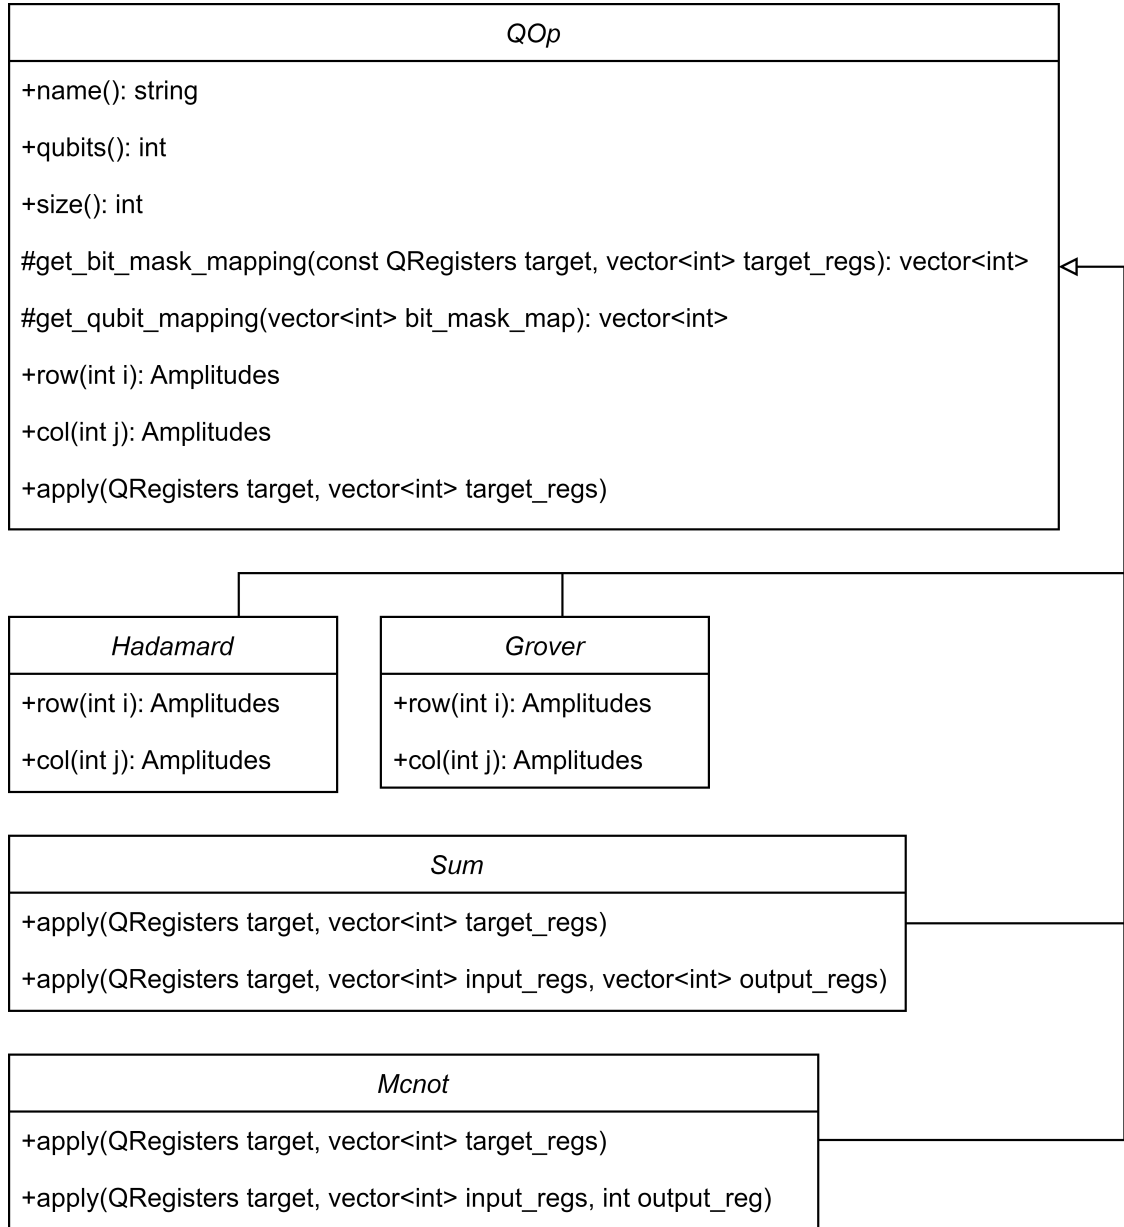 QOp
+name(): string
+qubits(): int
+size(): int
#get_bit_mask_mapping(const QRegisters target, vector<int> target_regs): vector<int>
#get_qubit_mapping(vector<int> bit_mask_map): vector<int>
+row(int i): Amplitudes
+col(int j): Amplitudes
+apply(QRegisters target, vector<int> target_regs)
Hadamard
+row(int i): Amplitudes
+col(int j): Amplitudes
Grover
+row(int i): Amplitudes
+col(int j): Amplitudes
Sum
+apply(QRegisters target, vector<int> target_regs)
+apply(QRegisters target, vector<int> input_regs, vector<int> output_regs)
Mcnot
+apply(QRegisters target, vector<int> target_regs)
+apply(QRegisters target, vector<int> input_regs, int output_reg)